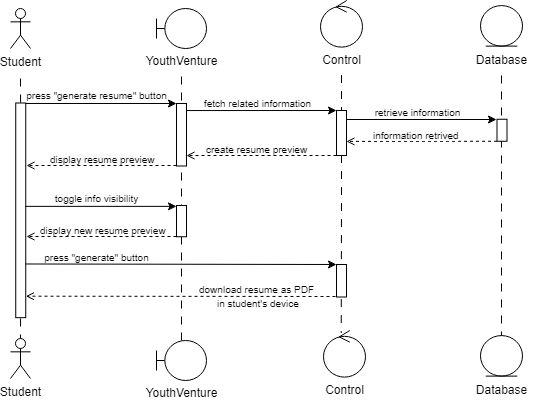 Student
YouthVenture
Control
Database
press "generate resume" button
fetch related information
retrieve information
information retrived
create resume preview
display resume preview
toggle info visibility
display new resume preview
press "generate" button
download resume as PDF
in student's device
Student
YouthVenture
Control
Database